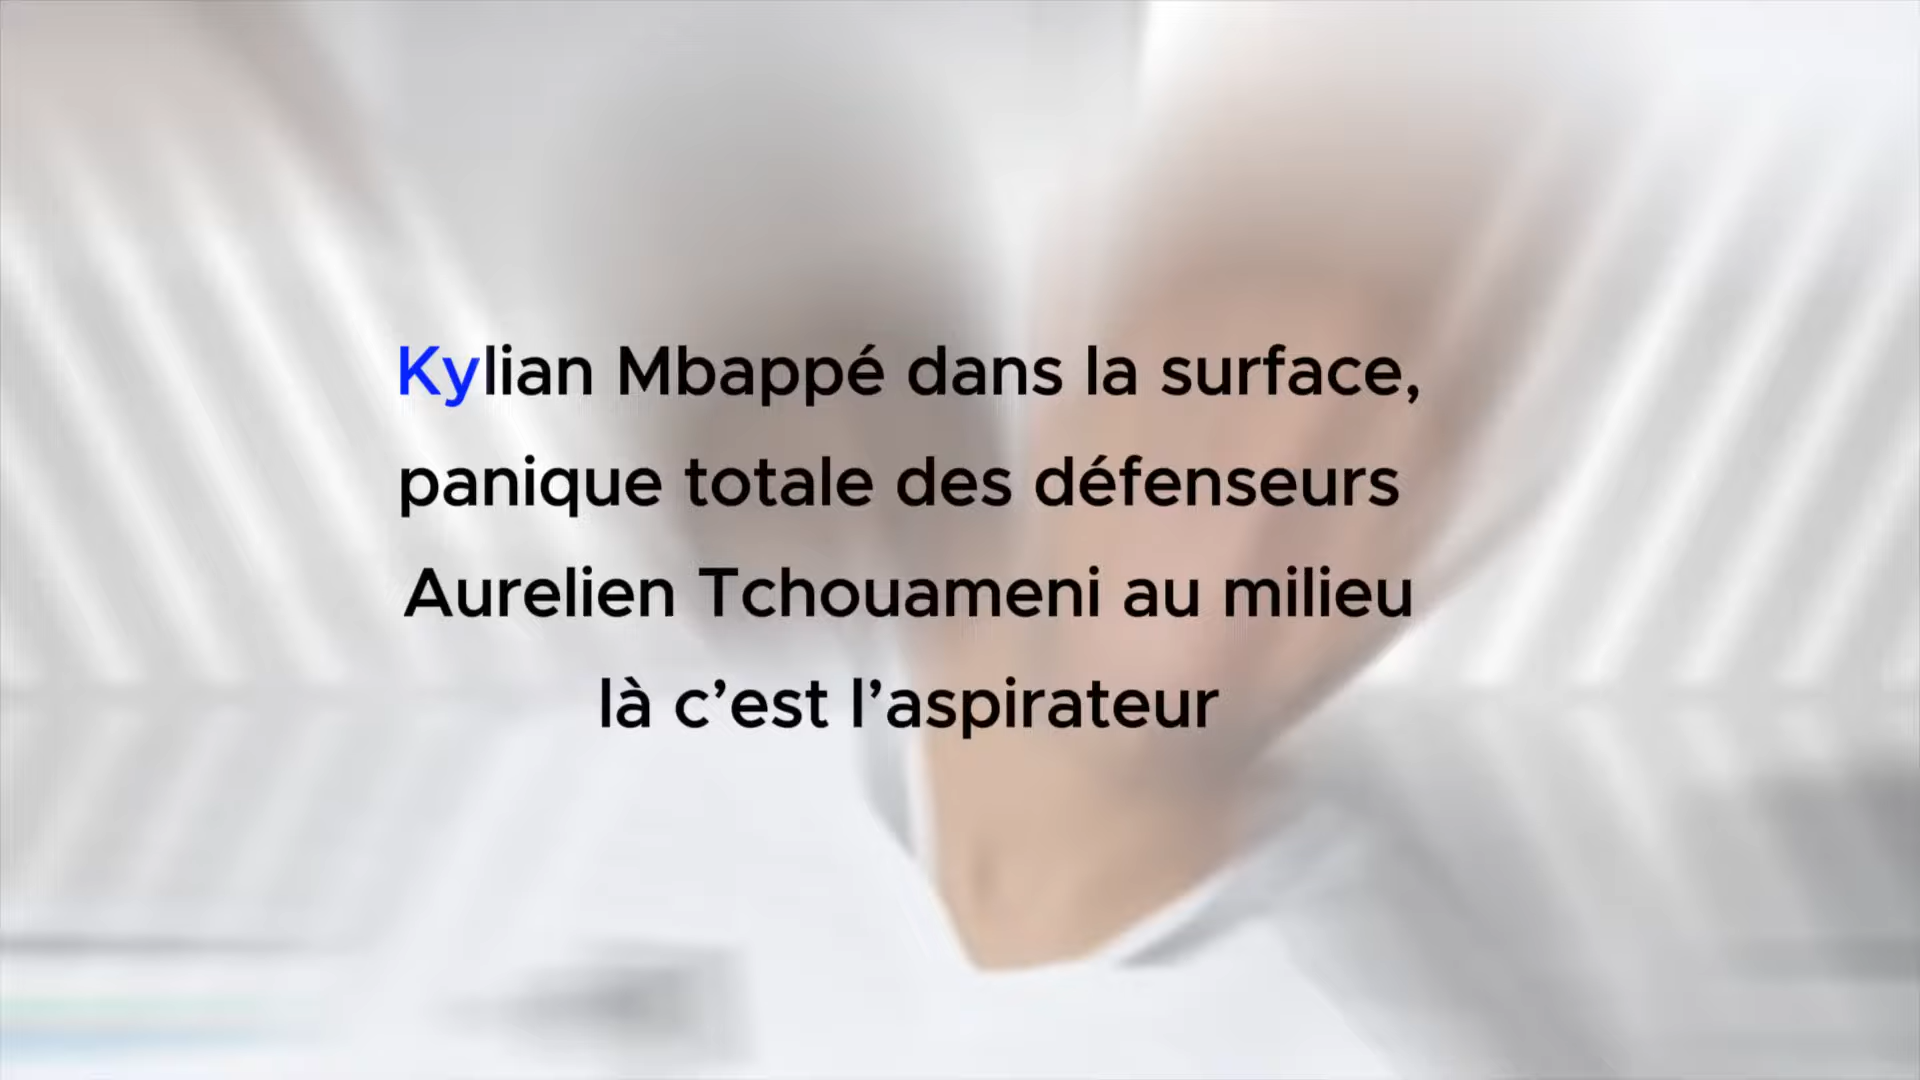 Kylian Mbappé dans la surface,
panique totale des défenseurs
Aurelien Tchouameni au milieu
là c’est l’aspirateur